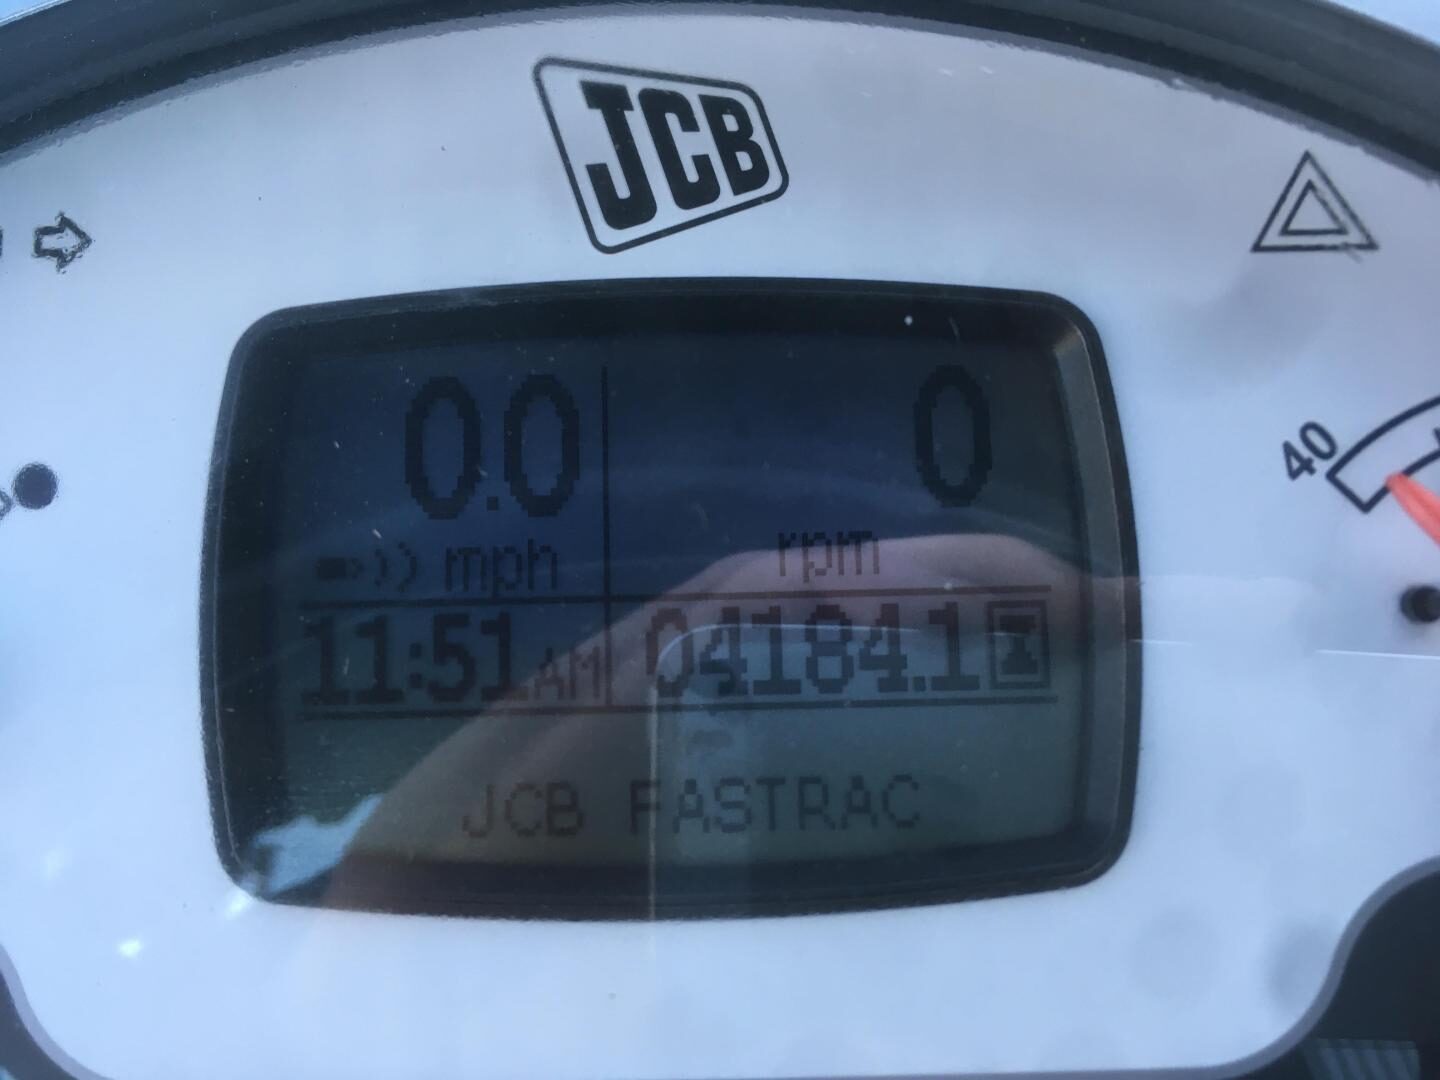 JCB
40
0.0 0
mph rpm
11:51AM 04184.1
JCB FASTRAC